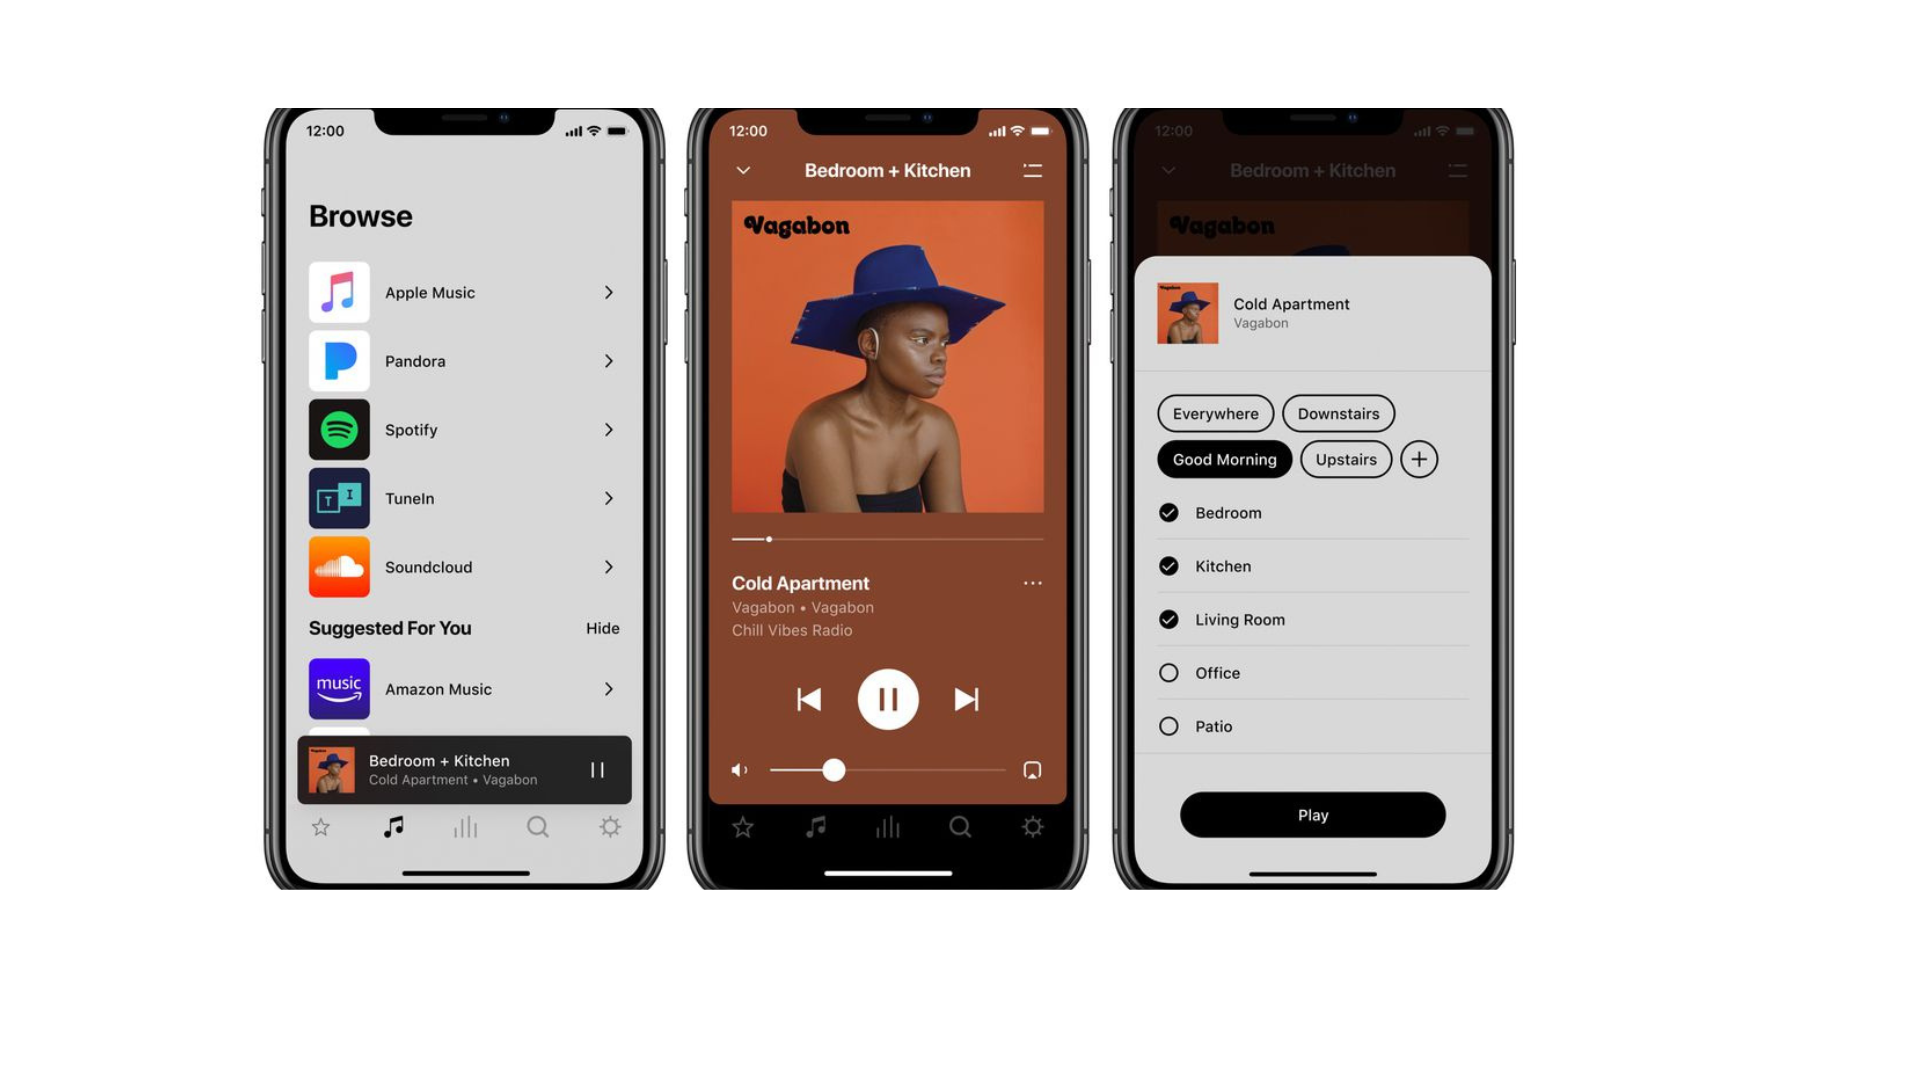 12:00
Browse
Apple Music
Pandora
Spotify
T I
TuneIn
Soundcloud
Suggested For You
Hide
music
Amazon Music
Bedroom + Kitchen
Cold Apartment • Vagabon
12:00
Bedroom + Kitchen
Vagabon
Cold Apartment
Vagabon • Vagabon
Chill Vibes Radio
12:00
Bedroom + Kitchen
Vagabon
Cold Apartment
Vagabon
Everywhere
Downstairs
Good Morning
Upstairs
Bedroom
Kitchen
Living Room
Office
Patio
Play